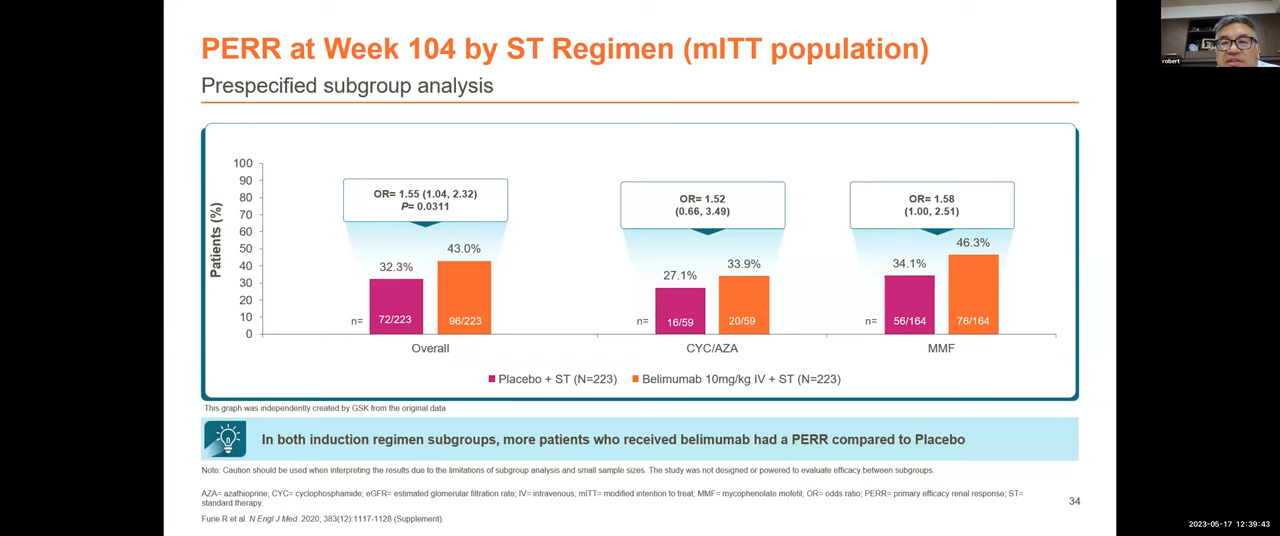 PERR at Week 104 by ST Regimen (mITT population)
Prespecified subgroup analysis
robert
Patients (%)
100
90
80
70
60
50
40
30
20
10
0
OR= 1.55 (1.04, 2.32)
P= 0.0311
32.3%
43.0%
n=
72/223
96/223
Overall
OR= 1.52
(0.66, 3.49)
27.1%
33.9%
n=
16/59
20/59
CYC/AZA
OR= 1.58
(1.00, 2.51)
34.1%
46.3%
n=
56/164
76/164
MMF
Placebo + ST (N=223)
Belimumab 10mg/kg IV + ST (N=223)
This graph was independently created by GSK from the original data
In both induction regimen subgroups, more patients who received belimumab had a PERR compared to Placebo
Note: Caution should be used when interpreting the results due to the limitations of subgroup analysis and small sample sizes. The study was not designed or powered to evaluate efficacy between subgroups.
AZA= azathioprine; CYC= cyclophosphamide; eGFR= estimated glomerular filtration rate; IV= intravenous; mITT= modified intention to treat; MMF= mycophenolate mofetil; OR= odds ratio; PERR= primary efficacy renal response; ST=
standard therapy.
34
Furie R et al. N Engl J Med. 2020; 383(12):1117-1128 (Supplement).
2023-05-17 12:39:43